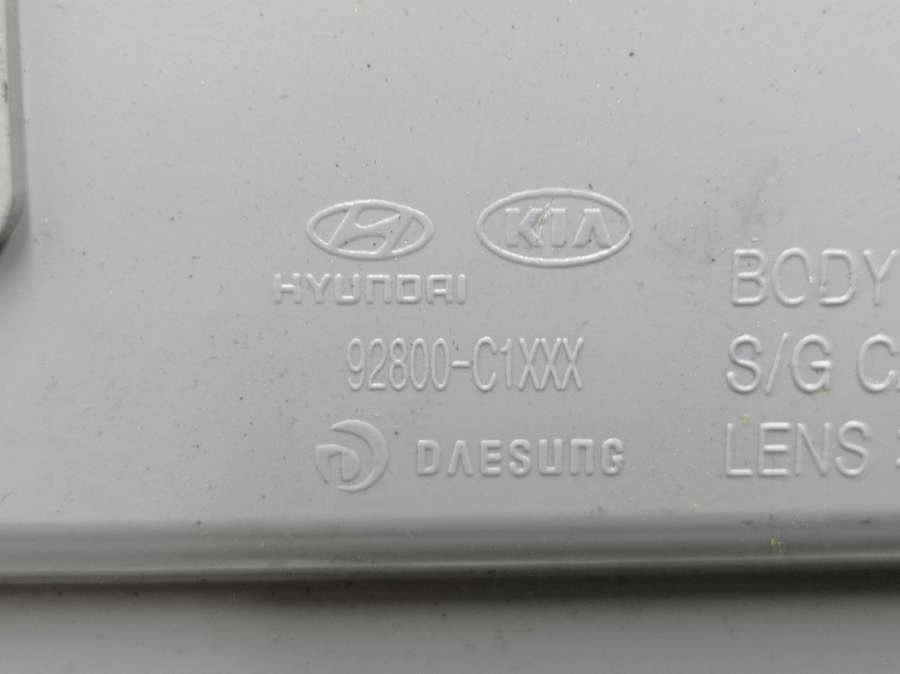 KIA
HYUNDAI
92800-C1XXX
DAESUNG
BODY
S/G
LENS